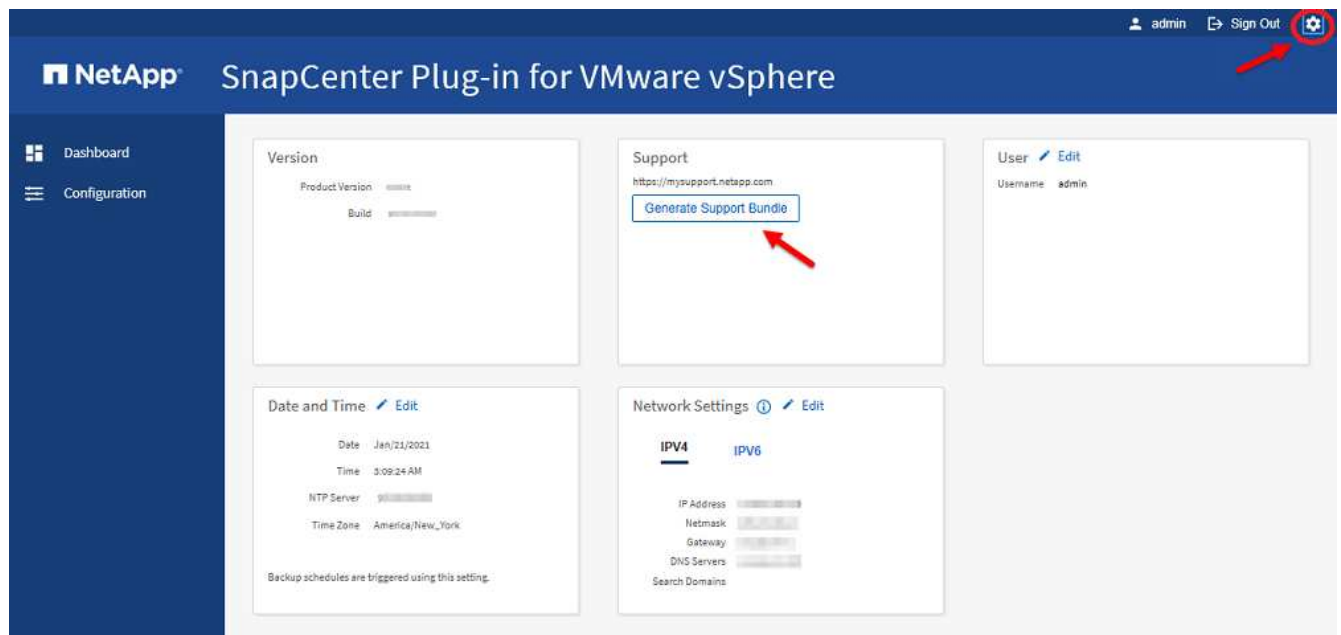 admin Sign Out
NetApp SnapCenter Plug-in for VMware vSphere
Dashboard
Configuration
Version
Product Version
Build
Support
https://mysupport.netapp.com
Generate Support Bundle
User Edit
Username admin
Date and Time Edit
Date Jan/21/2021
Time 3:09:24 AM
NTP Server
Time Zone America/New_York
Backup schedules are triggered using this setting.
Network Settings Edit
IPV4 IPV6
IP Address
Netmask
Gateway
DNS Servers
Search Domains